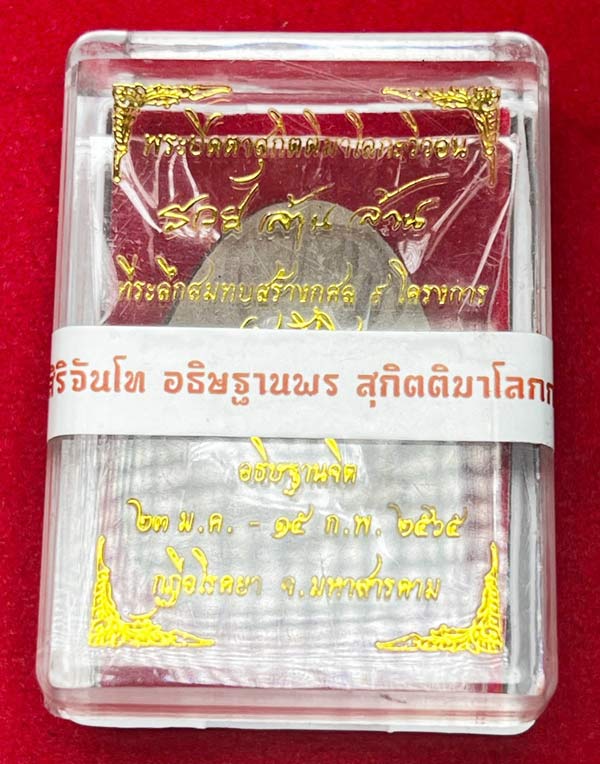 พระปิดตาสุกิตติมาโลกะวิวอน
รวย ล้าน ล้าน
ที่ระลึกสมทบสร้างกุศล ๙ โครงการ
สิริจันโท อธิษฐานพร สุกิตติมาโลก
อธิษฐานจิต
๒๓ ม.ค. - ๑๕ ก.พ. ๒๕๖๕
กุฏิอโรคยา จ.มหาสารคาม